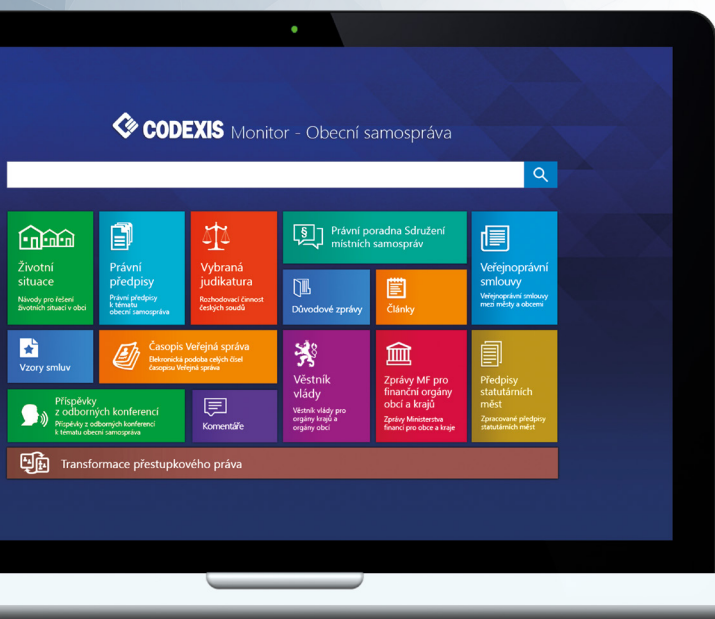 CODEXIS Monitor - Obecní samospráva
Životní
situace
Návody pro řešení
životních situací v obci
Právní
předpisy
Právní předpisy
k tématu
obecní samospráva
Vybraná
judikatura
Rozhodovací činnost
českých soudů
§
Právní poradna Sdružení
místních samospráv
Důvodové zprávy
Články
Veřejnoprávní
smlouvy
Veřejnoprávní smlouvy
mezi městy a obcemi
Vzory smluv
Časopis Veřejná správa
Elektronická podoba celých čísel
časopisu Veřejná správa
Věstník
vlády
Věstník vlády pro
orgány krajů a
orgány obcí
Zprávy MF pro
finanční orgány
obcí a krajů
Zprávy Ministerstva
financí pro obce a kraje
Předpisy
statutárních
měst
Zpracované předpisy
statutárních měst
Příspěvky
z odborných konferencí
Příspěvky z odborných konferencí
k tématu obecní samospráva
Komentáře
Transformace přestupkového práva